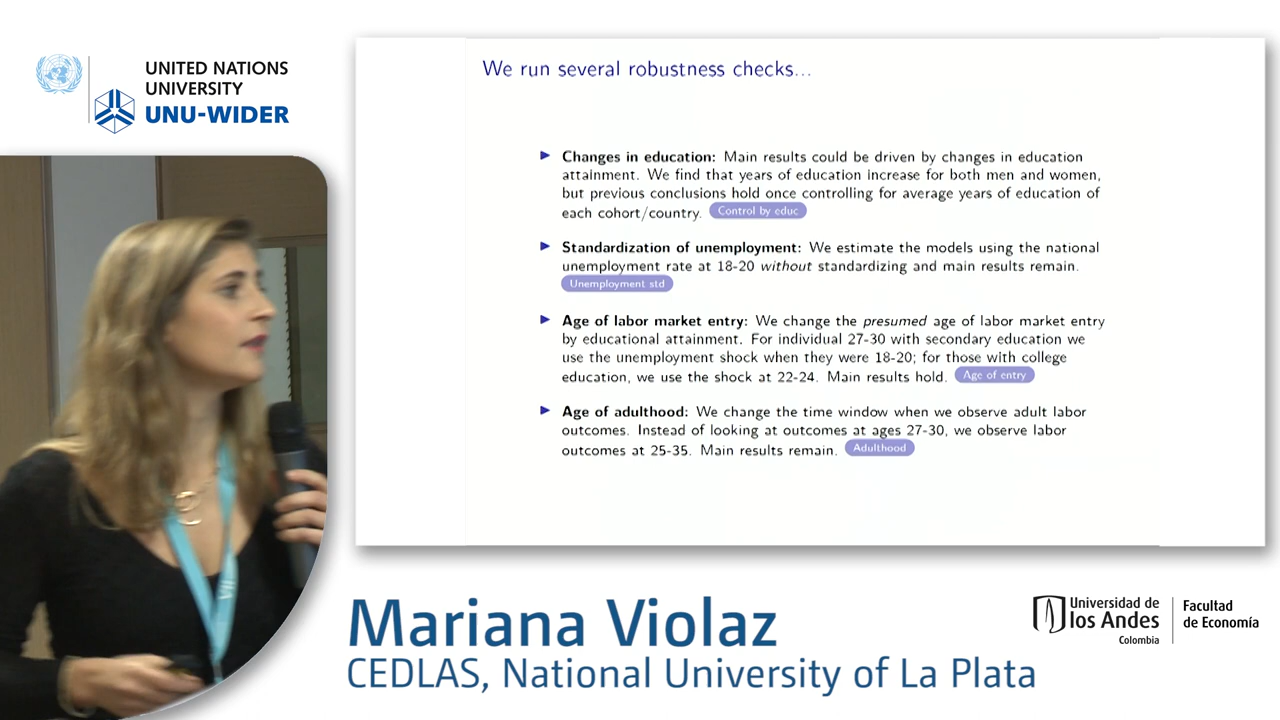 UNITED NATIONS
UNIVERSITY
UNU-WIDER
We run several robustness checks...
Changes in education: Main results could be driven by changes in education
attainment. We find that years of education increase for both men and women,
but previous conclusions hold once controlling for average years of education of
each cohort/country. Control by educ
Standardization of unemployment: We estimate the models using the national
unemployment rate at 18-20 without standardizing and main results remain.
Unemployment std
Age of labor market entry: We change the presumed age of labor market entry
by educational attainment. For individual 27-30 with secondary education we
use the unemployment shock when they were 18-20; for those with college
education, we use the shock at 22-24. Main results hold. Age of entry
Age of adulthood: We change the time window when we observe adult labor
outcomes. Instead of looking at outcomes at ages 27-30, we observe labor
outcomes at 25-35. Main results remain. Adulthood
Mariana Violaz
CEDLAS, National University of La Plata
Universidad de
los Andes
Colombia
Facultad
de Economía